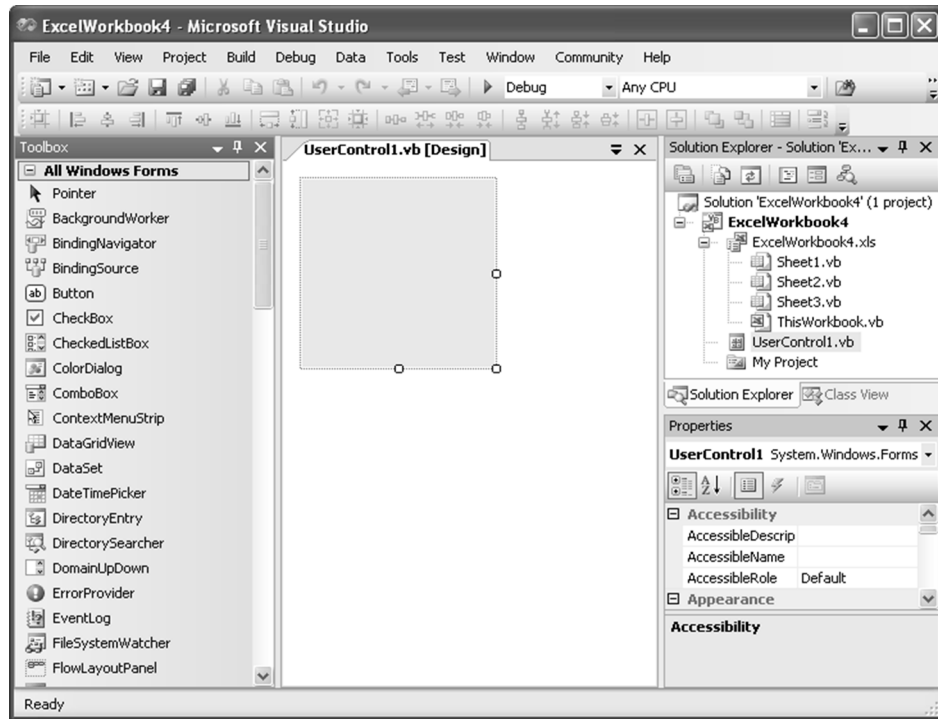 ExcelWorkbook4 - Microsoft Visual Studio
File Edit View Project Build Debug Data Tools Test Window Community Help
Debug Any CPU
Toolbox
All Windows Forms
Pointer
BackgroundWorker
BindingNavigator
BindingSource
ab Button
CheckBox
CheckedListBox
ColorDialog
ComboBox
ContextMenuStrip
DataGridView
DataSet
DateTimePicker
DirectoryEntry
DirectorySearcher
DomainUpDown
ErrorProvider
EventLog
FileSystemWatcher
FlowLayoutPanel
UserControl1.vb [Design]
Solution Explorer - Solution 'Ex...
Solution 'ExcelWorkbook4' (1 project)
ExcelWorkbook4
ExcelWorkbook4.xls
Sheet1.vb
Sheet2.vb
Sheet3.vb
ThisWorkbook.vb
UserControl1.vb
My Project
Solution Explorer Class View
Properties
UserControl1 System.Windows.Forms
Accessibility
AccessibleDescrip
AccessibleName
AccessibleRole Default
Appearance
Accessibility
Ready